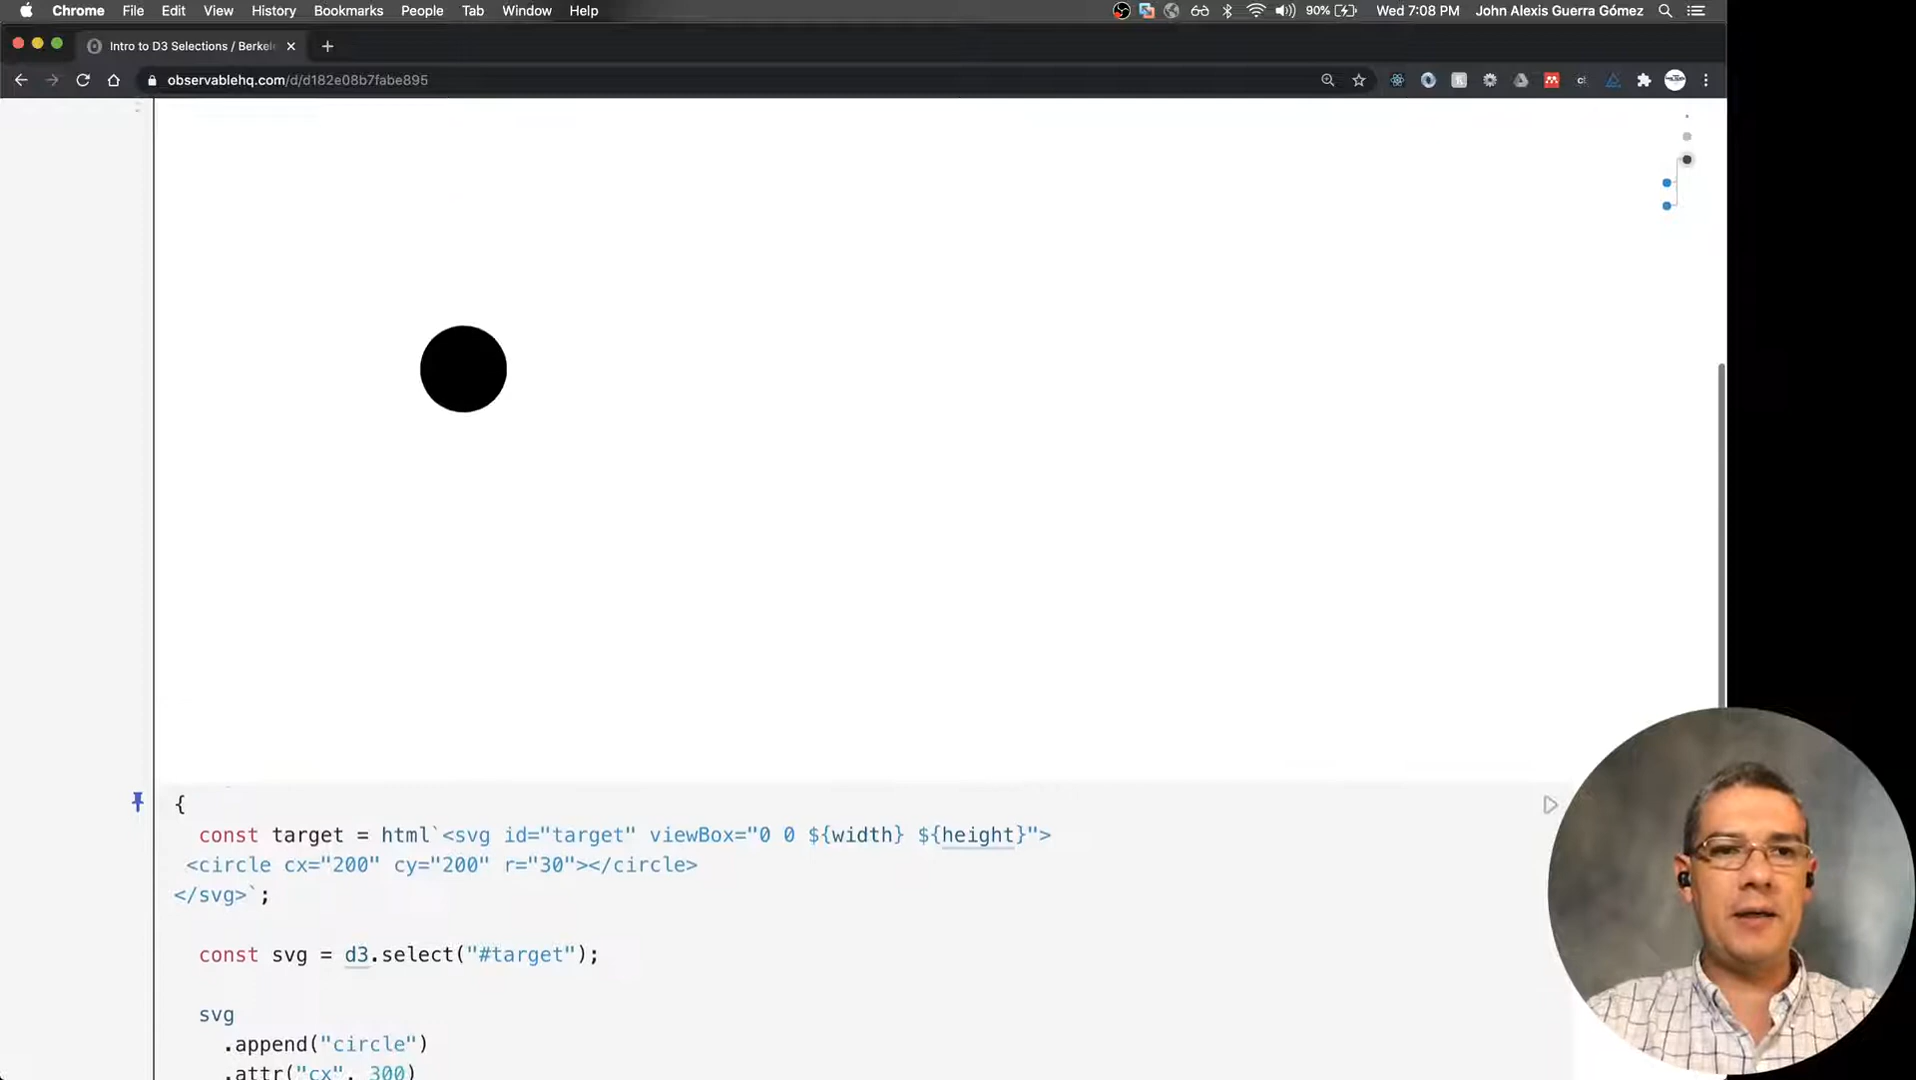 Chrome File Edit View History Bookmarks People Tab Window Help 90% Wed 7:08 PM John Alexis Guerra Gómez
Intro to D3 Selections / Berkel
observablehq.com/d/d182e08b7fabe895
{
const target = html`<svg id="target" viewBox="0 0 ${width} ${height}">
<circle cx="200" cy="200" r="30"></circle>
</svg>`;
const svg = d3.select("#target");
svg
.append("circle")
.attr("cx", 300)